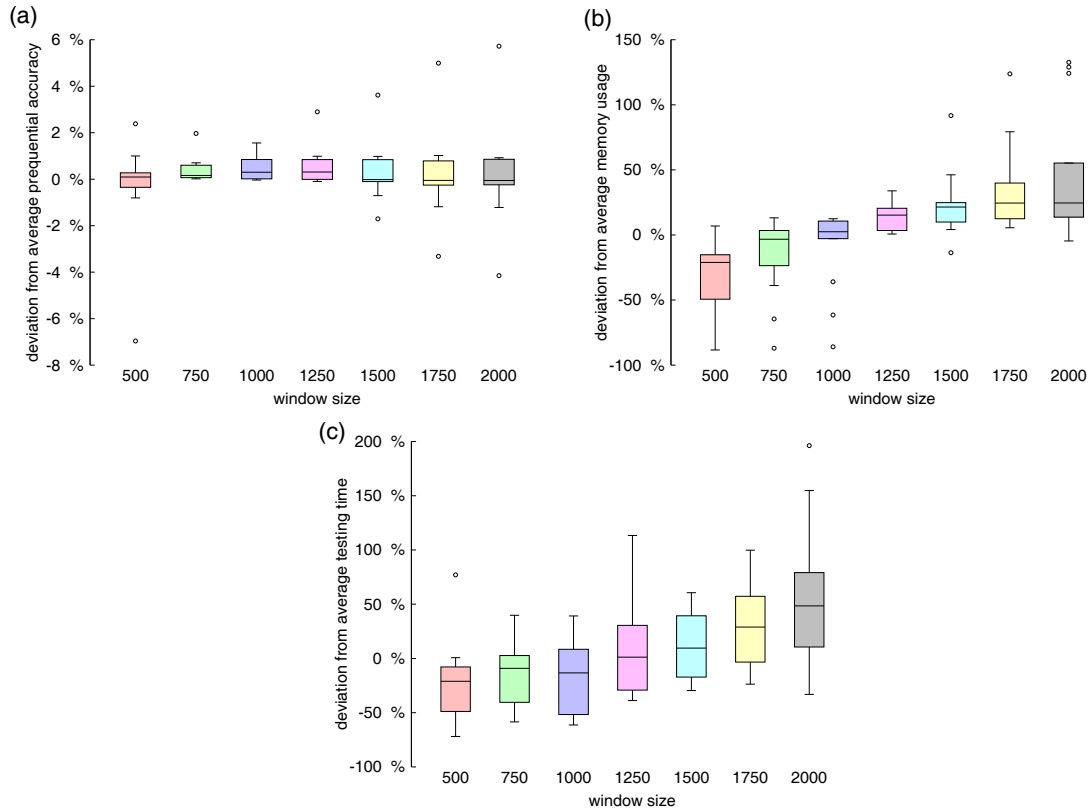 (a)
deviation from average prequential accuracy
6 %
4 %
2 %
0 %
-2 %
-4 %
-6 %
-8 %
500 750 1000 1250 1500 1750 2000
window size
(b)
deviation from average memory usage
150 %
100 %
50 %
0 %
-50 %
-100 %
500 750 1000 1250 1500 1750 2000
window size
(c)
deviation from average testing time
200 %
150 %
100 %
50 %
0 %
-50 %
-100 %
500 750 1000 1250 1500 1750 2000
window size